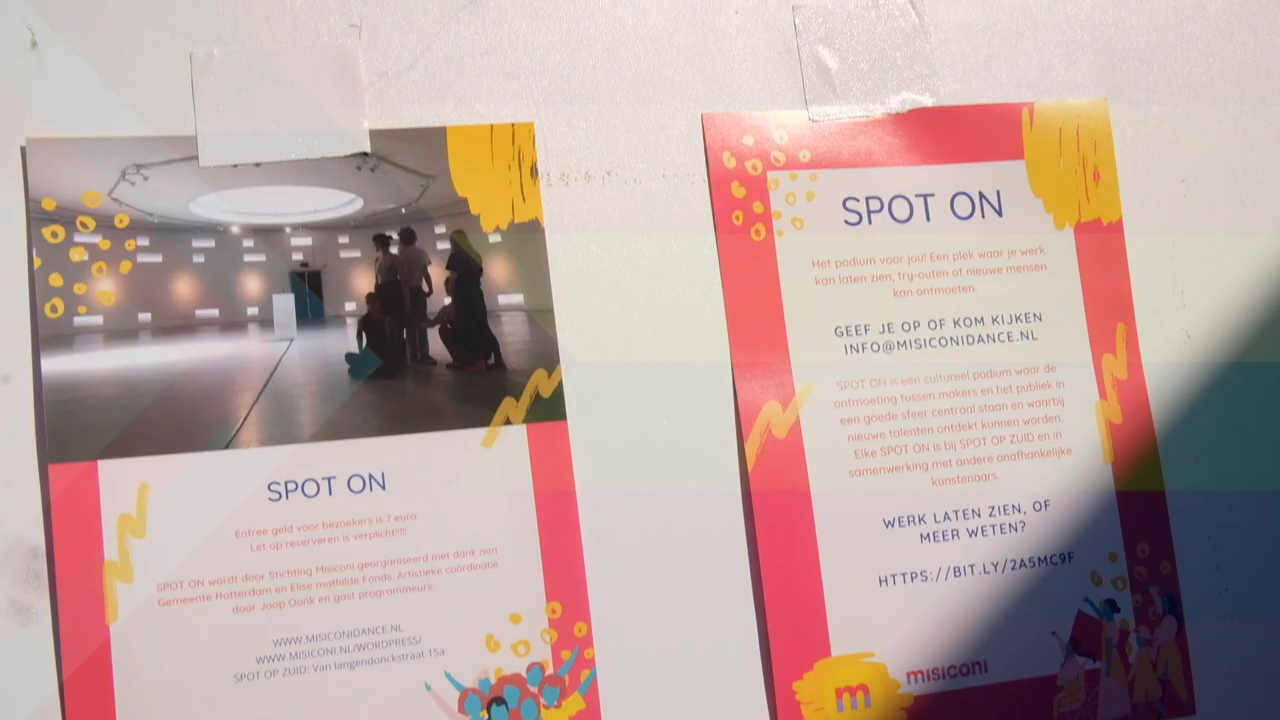 SPOT ON
Entree geld voor bezoekers is 7 euro.
Let op reserveren is verplicht!!!!!
SPOT ON wordt door Stichting Misiconi georganiseerd met dank aan
Gemeente Rotterdam en Elise mathilde Fonds. Artistieke coördinatie
door Joop Oonk en gast programmeurs.
WWW.MISICONIDANCE.NL
WWW.MISICONI.NL/WORDPRESS/
SPOT OP ZUID: Van langendonckstraat 15a
SPOT ON
Het podium voor jou! Een plek waar je werk
kan laten zien, try-outen of nieuwe mensen
kan ontmoeten.
GEEF JE OP OF KOM KIJKEN
INFO@MISICONIDANCE.NL
SPOT ON is een cultureel podium waar de
ontmoeting tussen makers en het publiek in
een goede sfeer centraal staan en waarbij
nieuwe talenten ontdekt kunnen worden.
Elke SPOT ON is bij SPOT OP ZUID en in
samenwerking met andere onafhankelijke
kunstenaars.
WERK LATEN ZIEN, OF
MEER WETEN?
HTTPS://BIT.LY/2A5MC9F
m misiconi